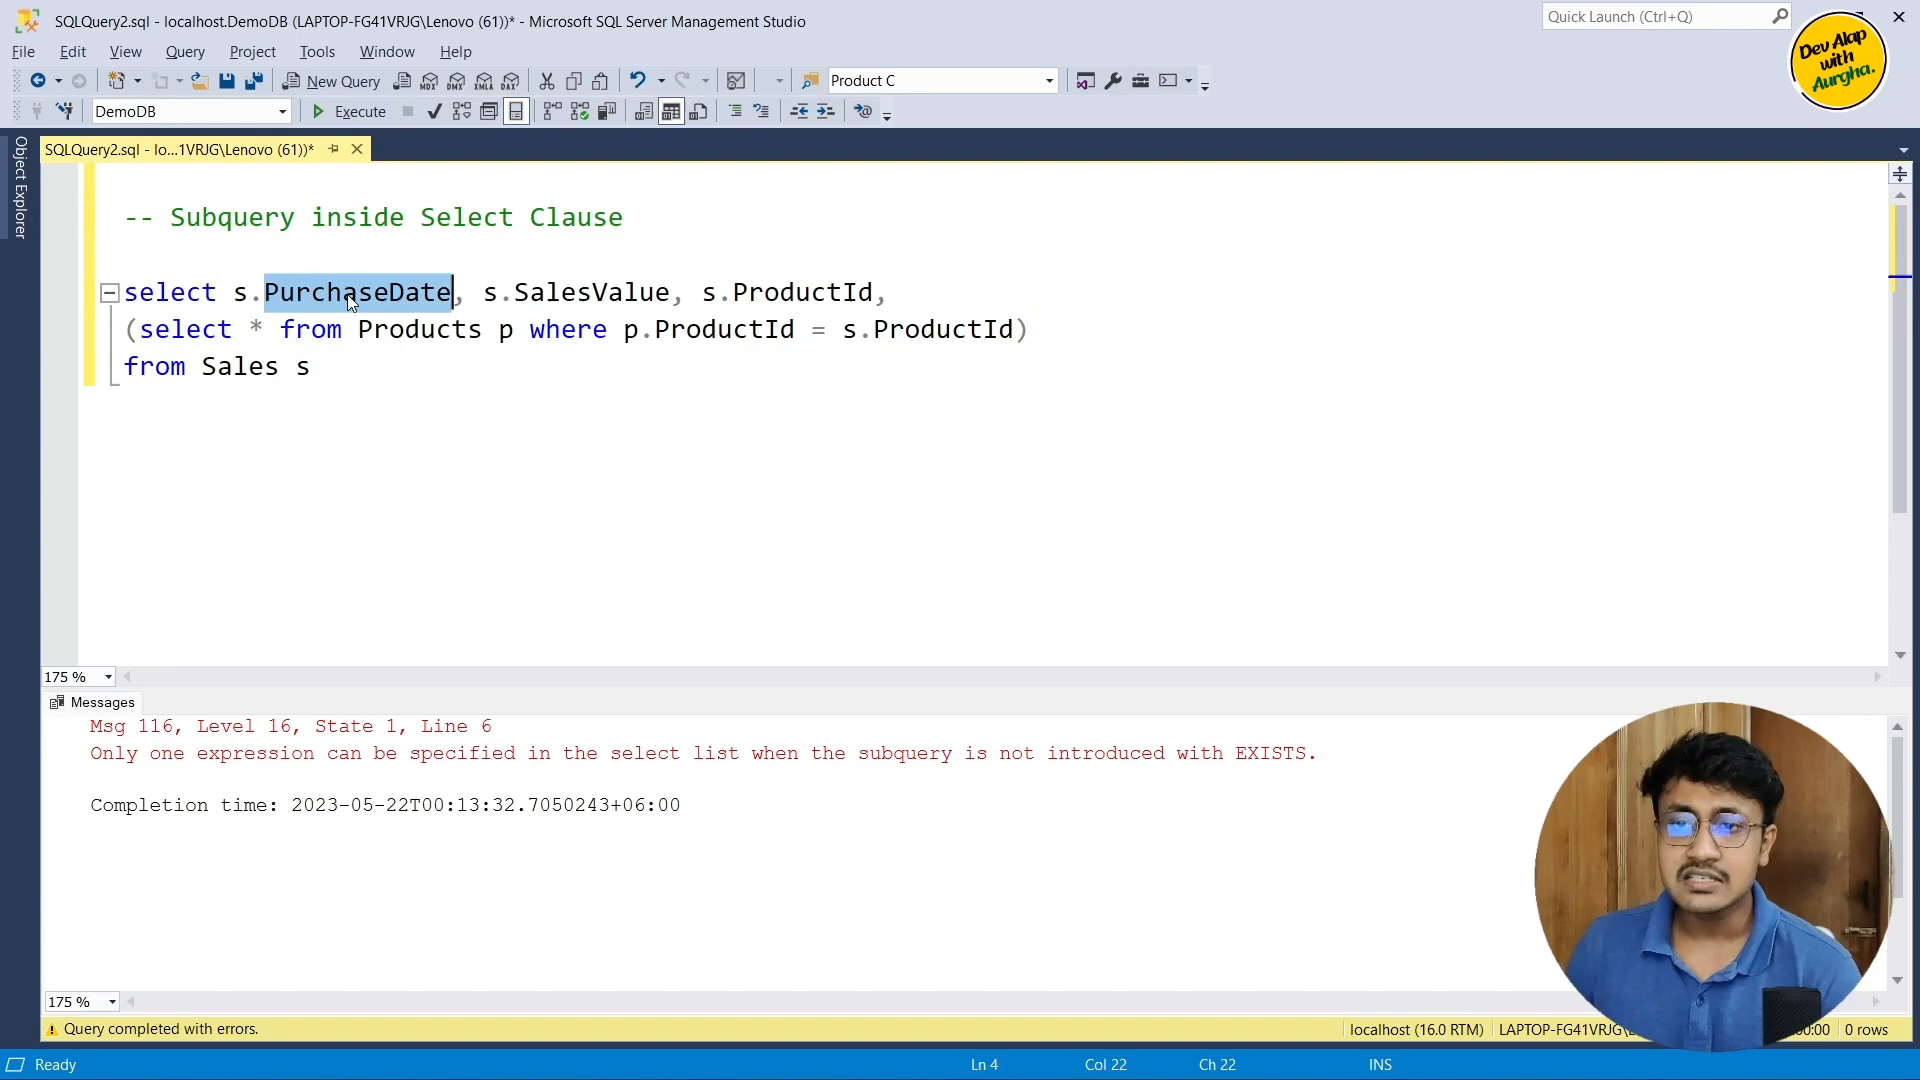 SQLQuery2.sql - localhost.DemoDB (LAPTOP-FG41VRJG\Lenovo (61))* - Microsoft SQL Server Management Studio
Quick Launch (Ctrl+Q)
Dev Alap
with
Aurgha.
File Edit View Query Project Tools Window Help
New Query
MDX DMX XMLA DAX
Product C
DemoDB
Execute
SQLQuery2.sql - lo...1VRJG\Lenovo (61))*
Object Explorer
-- Subquery inside Select Clause
select s.PurchaseDate, s.SalesValue, s.ProductId,
(select * from Products p where p.ProductId = s.ProductId)
from Sales s
175 %
Messages
Msg 116, Level 16, State 1, Line 6
Only one expression can be specified in the select list when the subquery is not introduced with EXISTS.
Completion time: 2023-05-22T00:13:32.7050243+06:00
175 %
Query completed with errors.
localhost (16.0 RTM)
0 rows
Ready
Ln 4
Col 22
Ch 22
INS